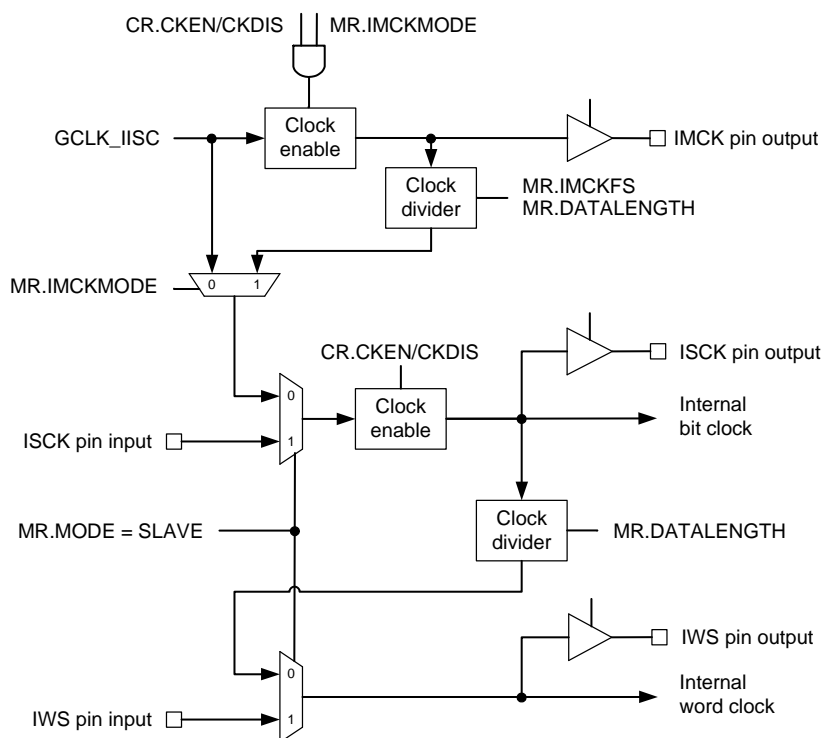 CR.CKEN/CKDIS MR.IMCKMODE
GCLK_IISC
Clock
enable
IMCK pin output
Clock
divider
MR.IMCKFS
MR.DATALENGTH
MR.IMCKMODE
0 1
CR.CKEN/CKDIS
ISCK pin output
0
Clock
enable
Internal
bit clock
ISCK pin input
1
MR.MODE = SLAVE
Clock
divider
MR.DATALENGTH
IWS pin output
0
Internal
word clock
IWS pin input
1